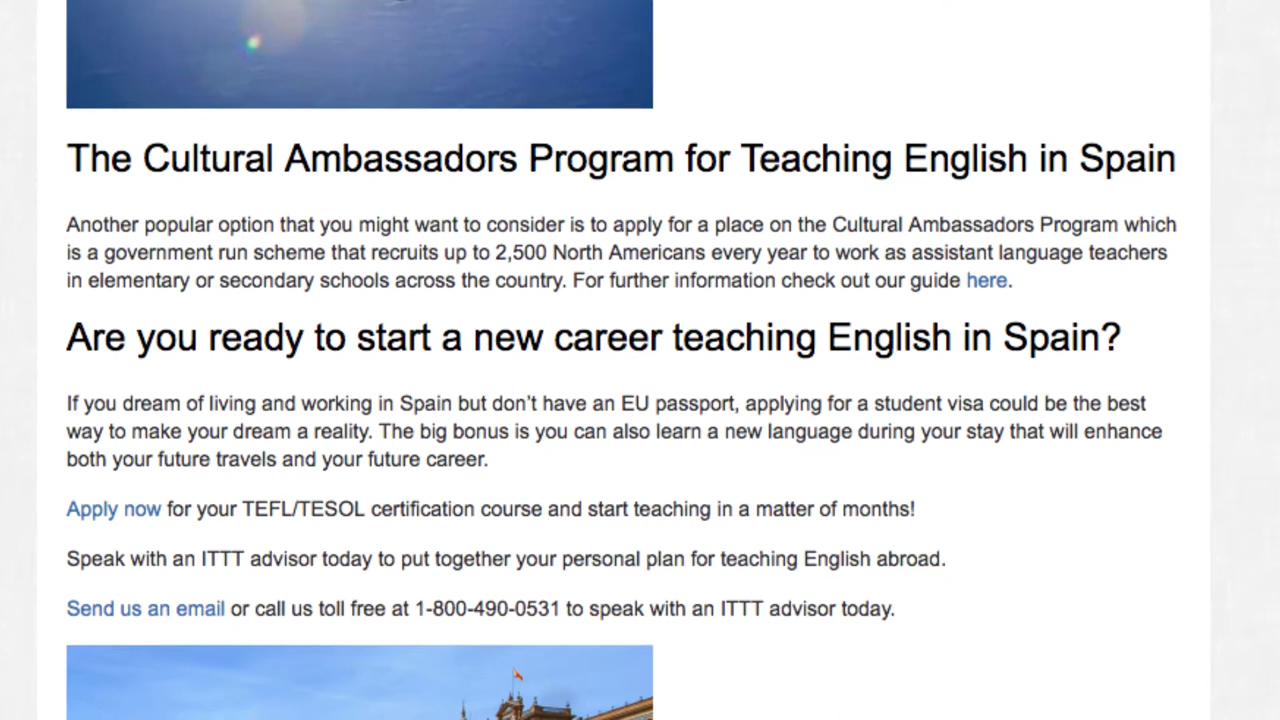 The Cultural Ambassadors Program for Teaching English in Spain
Another popular option that you might want to consider is to apply for a place on the Cultural Ambassadors Program which
is a government run scheme that recruits up to 2,500 North Americans every year to work as assistant language teachers
in elementary or secondary schools across the country. For further information check out our guide here.
Are you ready to start a new career teaching English in Spain?
If you dream of living and working in Spain but don’t have an EU passport, applying for a student visa could be the best
way to make your dream a reality. The big bonus is you can also learn a new language during your stay that will enhance
both your future travels and your future career.
Apply now for your TEFL/TESOL certification course and start teaching in a matter of months!
Speak with an ITTT advisor today to put together your personal plan for teaching English abroad.
Send us an email or call us toll free at 1-800-490-0531 to speak with an ITTT advisor today.